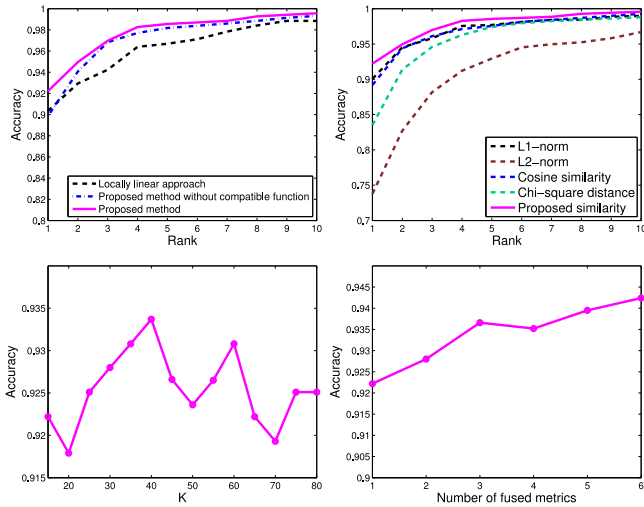 1
0.98
0.96
0.94
0.92
0.9
0.88
0.86
0.84
0.82
0.8
Accuracy
Locally linear approach
Proposed method without compatible function
Proposed method
1 2 3 4 5 6 7 8 9 10
Rank
1
0.95
0.9
0.85
0.8
0.75
0.7
Accuracy
L1-norm
L2-norm
Cosine similarity
Chi-square distance
Proposed similarity
1 2 3 4 5 6 7 8 9 10
Rank
0.935
0.93
0.925
0.92
0.915
Accuracy
20 30 40 50 60 70 80
K
0.945
0.94
0.935
0.93
0.925
0.92
0.915
0.91
0.905
0.9
Accuracy
1 2 3 4 5 6
Number of fused metrics